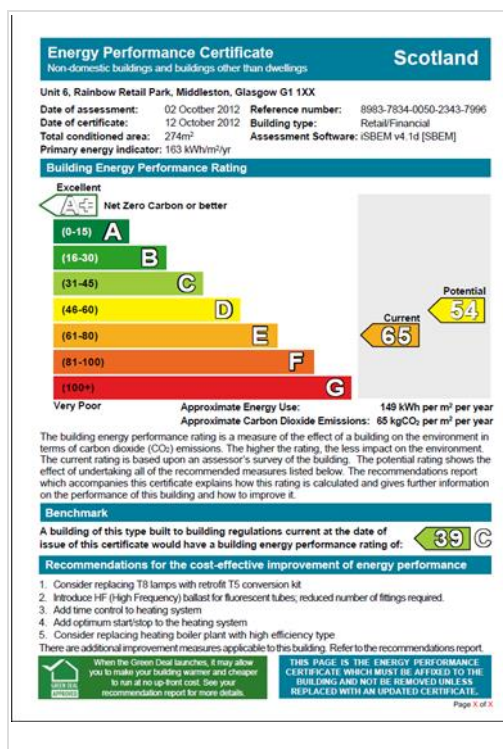 Energy Performance Certificate
Non-domestic buildings and buildings other than dwellings
Scotland
Unit 6, Rainbow Retail Park, Middleston, Glasgow G1 1XX
Date of assessment: 02 Ocotber 2012 Reference number: 8983-7834-0050-2343-7996
Date of certificate: 12 October 2012 Building type: Retail/Financial
Total conditioned area: 274m² Assessment Software: iSBEM v4.1d [SBEM]
Primary energy indicator: 163 kWh/m²/yr
Building Energy Performance Rating
Excellent
A+ Net Zero Carbon or better
(0-15) A
(16-30) B
(31-45) C
(46-60) D
(61-80) E
(81-100) F
(100+) G
Very Poor
Current
65
Potential
54
Approximate Energy Use: 149 kWh per m² per year
Approximate Carbon Dioxide Emissions: 65 kgCO₂ per m² per year
The building energy performance rating is a measure of the effect of a building on the environment in
terms of carbon dioxide (CO₂) emissions. The higher the rating, the less impact on the environment.
The current rating is based upon an assessor's survey of the building. The potential rating shows the
effect of undertaking all of the recommended measures listed below. The recommendations report
which accompanies this certificate explains how this rating is calculated and gives further information
on the performance of this building and how to improve it.
Benchmark
A building of this type built to building regulations current at the date of
issue of this certificate would have a building energy performance rating of:
39 C
Recommendations for the cost-effective improvement of energy performance
1. Consider replacing T8 lamps with retrofit T5 conversion kit
2. Introduce HF (High Frequency) ballast for fluorescent tubes; reduced number of fittings required.
3. Add time control to heating system
4. Add optimum start/stop to the heating system
5. Consider replacing heating boiler plant with high efficiency type
There are additional improvement measures applicable to this building. Refer to the recommendations report.
GREEN DEAL
APPROVED
When the Green Deal launches, it may allow
you to make your building warmer and cheaper
to run at no up-front cost. See your
recommendation report for more details.
THIS PAGE IS THE ENERGY PERFORMANCE
CERTIFICATE WHICH MUST BE AFFIXED TO THE
BUILDING AND NOT BE REMOVED UNLESS
REPLACED WITH AN UPDATED CERTIFICATE.
Page X of X